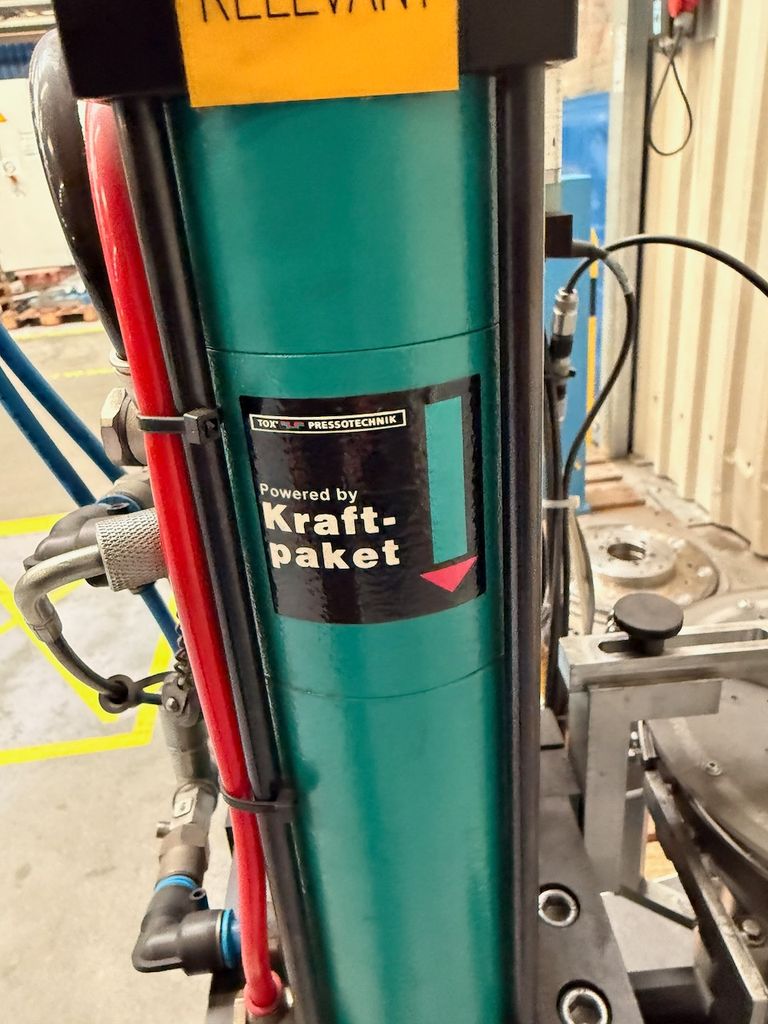 RELEVANT
TOX® PRESSOTECHNIK
Powered by
Kraft-
paket